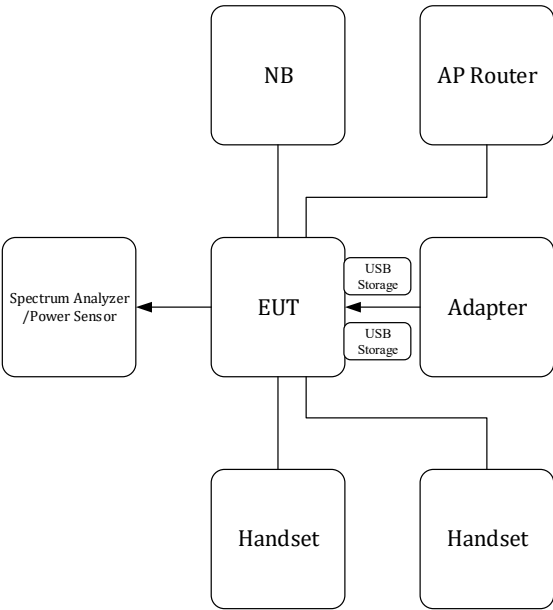 NB
AP Router
Spectrum Analyzer
/Power Sensor
EUT
USB
Storage
USB
Storage
Adapter
Handset
Handset